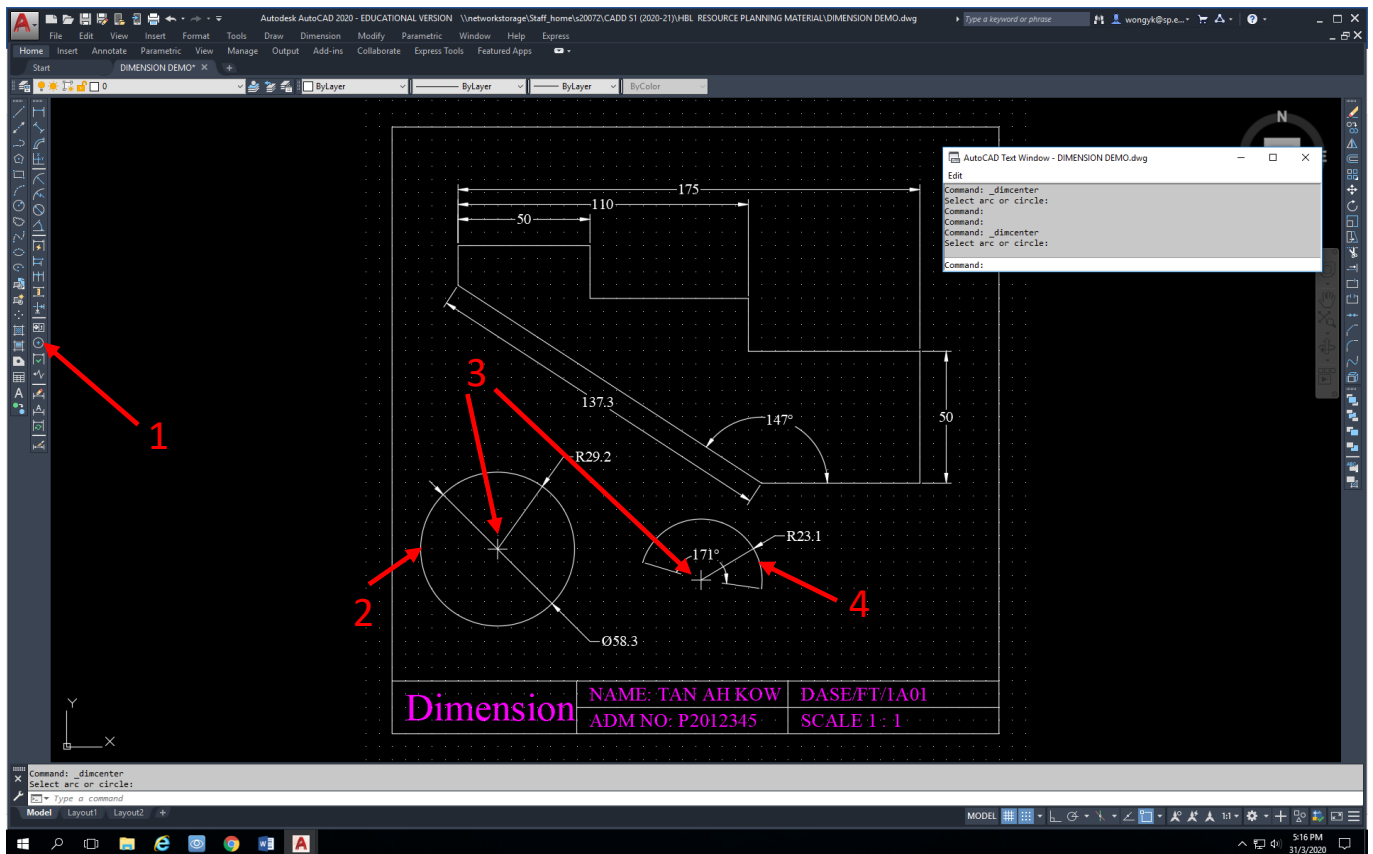 Autodesk AutoCAD 2020 - EDUCATIONAL VERSION \\networkstorage\Staff_home\s20072\CADD S1 (2020-21)\HBL RESOURCE PLANNING MATERIAL\DIMENSION DEMO.dwg
Type a keyword or phrase
wongyk@sp.e...
File Edit View Insert Format Tools Draw Dimension Modify Parametric Window Help Express
Home Insert Annotate Parametric View Manage Output Add-ins Collaborate Express Tools Featured Apps
Start DIMENSION DEMO*
0 ByLayer ByLayer ByLayer ByColor
N
AutoCAD Text Window - DIMENSION DEMO.dwg
Edit
Command: _dimcenter
Select arc or circle:
Command:
Command:
Command: _dimcenter
Select arc or circle:
Command:
175
110
50
3
137.3
147°
50
1
R29.2
R23.1
171°
2
4
Ø58.3
Dimension
NAME: TAN AH KOW
DASE/FT/1A01
ADM NO: P2012345
SCALE 1 : 1
Y
X
Command: _dimcenter
Select arc or circle:
Type a command
Model Layout1 Layout2 +
MODEL 1:1
5:16 PM
31/3/2020